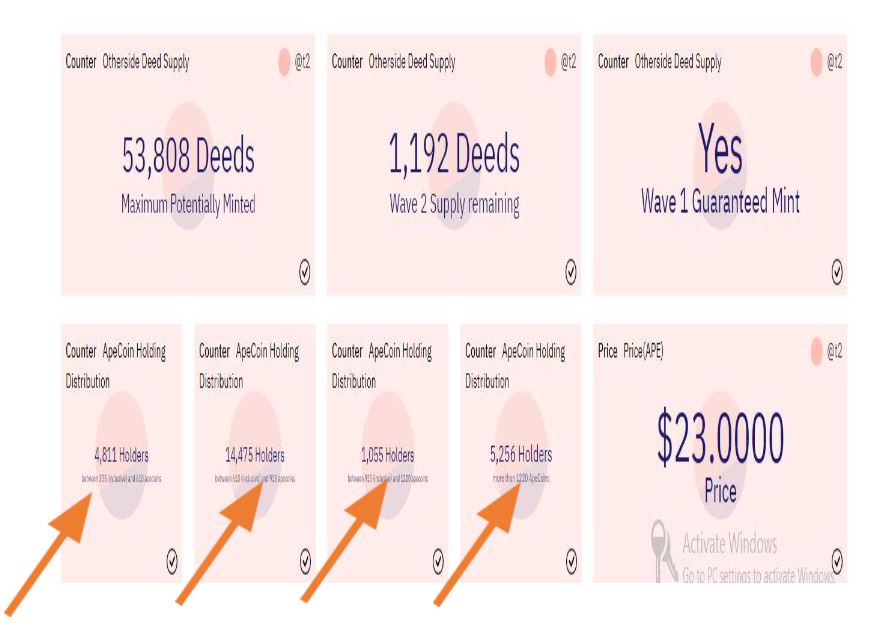 Counter Otherside Deed Supply @t2
53,808 Deeds
Maximum Potentially Minted
Counter Otherside Deed Supply @t2
1,192 Deeds
Wave 2 Supply remaining
Counter Otherside Deed Supply @t2
Yes
Wave 1 Guaranteed Mint
Counter ApeCoin Holding
Distribution
4,811 Holders
between 305 (inclusive) and 610 apecoins
Counter ApeCoin Holding
Distribution
14,475 Holders
between 610 (inclusive) and 915 apecoins
Counter ApeCoin Holding
Distribution
1,055 Holders
between 915 (inclusive) and 1220 apecoins
Counter ApeCoin Holding
Distribution
5,256 Holders
more than 1220 ApeCoins
Price Price(APE) @t2
$23.0000
Price
Activate Windows
Go to PC settings to activate Windows.